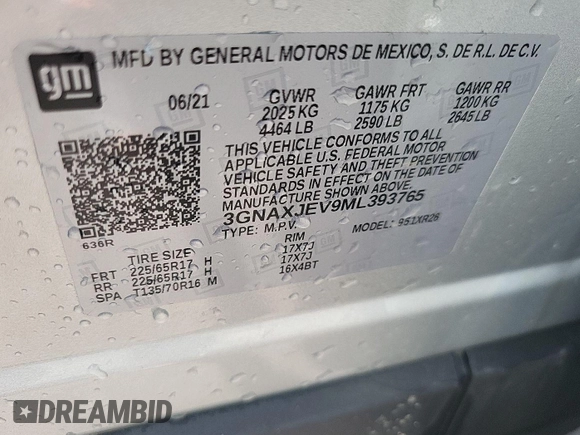 gm
MFD BY GENERAL MOTORS DE MEXICO, S. DE R.L. DE C.V.
06/21 GVWR GAWR FRT GAWR RR
2025 KG 1175 KG 1200 KG
4464 LB 2590 LB 2645 LB
THIS VEHICLE CONFORMS TO ALL
APPLICABLE U.S. FEDERAL MOTOR
VEHICLE SAFETY AND THEFT PREVENTION
STANDARDS IN EFFECT ON THE DATE OF
MANUFACTURE SHOWN ABOVE.
3GNAXJEV9ML393765
TYPE: M.P.V. MODEL: 951XR26
636R
TIRE SIZE RIM
FRT 225/65R17 H 17X7J
RR 225/65R17 H 17X7J
SPA T135/70R16 M 16X4BT
DREAMBID